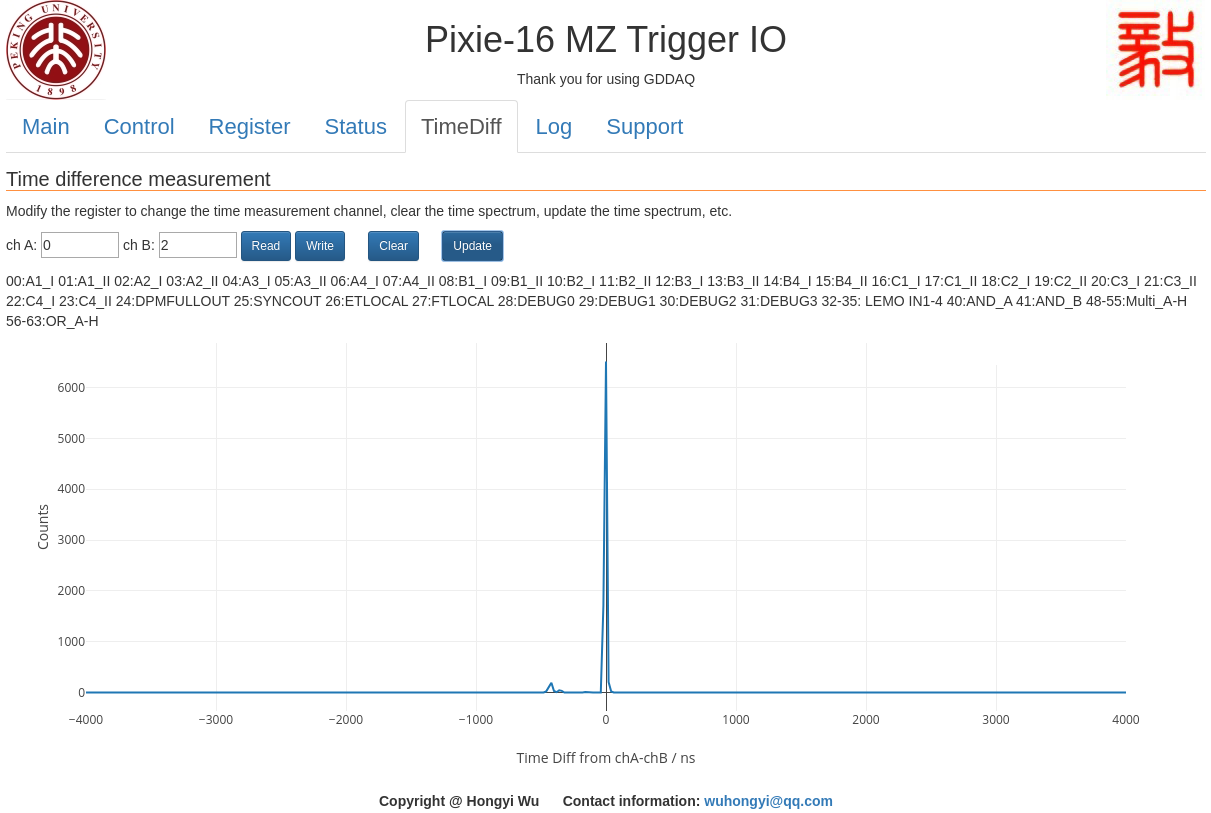 PEKING UNIVERSITY
1898
Pixie-16 MZ Trigger IO
Thank you for using GDDAQ
毅
Main Control Register Status TimeDiff Log Support
Time difference measurement
Modify the register to change the time measurement channel, clear the time spectrum, update the time spectrum, etc.
ch A: 0 ch B: 2 Read Write Clear Update
00:A1_I 01:A1_II 02:A2_I 03:A2_II 04:A3_I 05:A3_II 06:A4_I 07:A4_II 08:B1_I 09:B1_II 10:B2_I 11:B2_II 12:B3_I 13:B3_II 14:B4_I 15:B4_II 16:C1_I 17:C1_II 18:C2_I 19:C2_II 20:C3_I 21:C3_II
22:C4_I 23:C4_II 24:DPMFULLOUT 25:SYNCOUT 26:ETLOCAL 27:FTLOCAL 28:DEBUG0 29:DEBUG1 30:DEBUG2 31:DEBUG3 32-35: LEMO IN1-4 40:AND_A 41:AND_B 48-55:Multi_A-H
56-63:OR_A-H
6000
5000
4000
3000
2000
1000
0
Counts
−4000 −3000 −2000 −1000 0 1000 2000 3000 4000
Time Diff from chA-chB / ns
Copyright @ Hongyi Wu Contact information: wuhongyi@qq.com